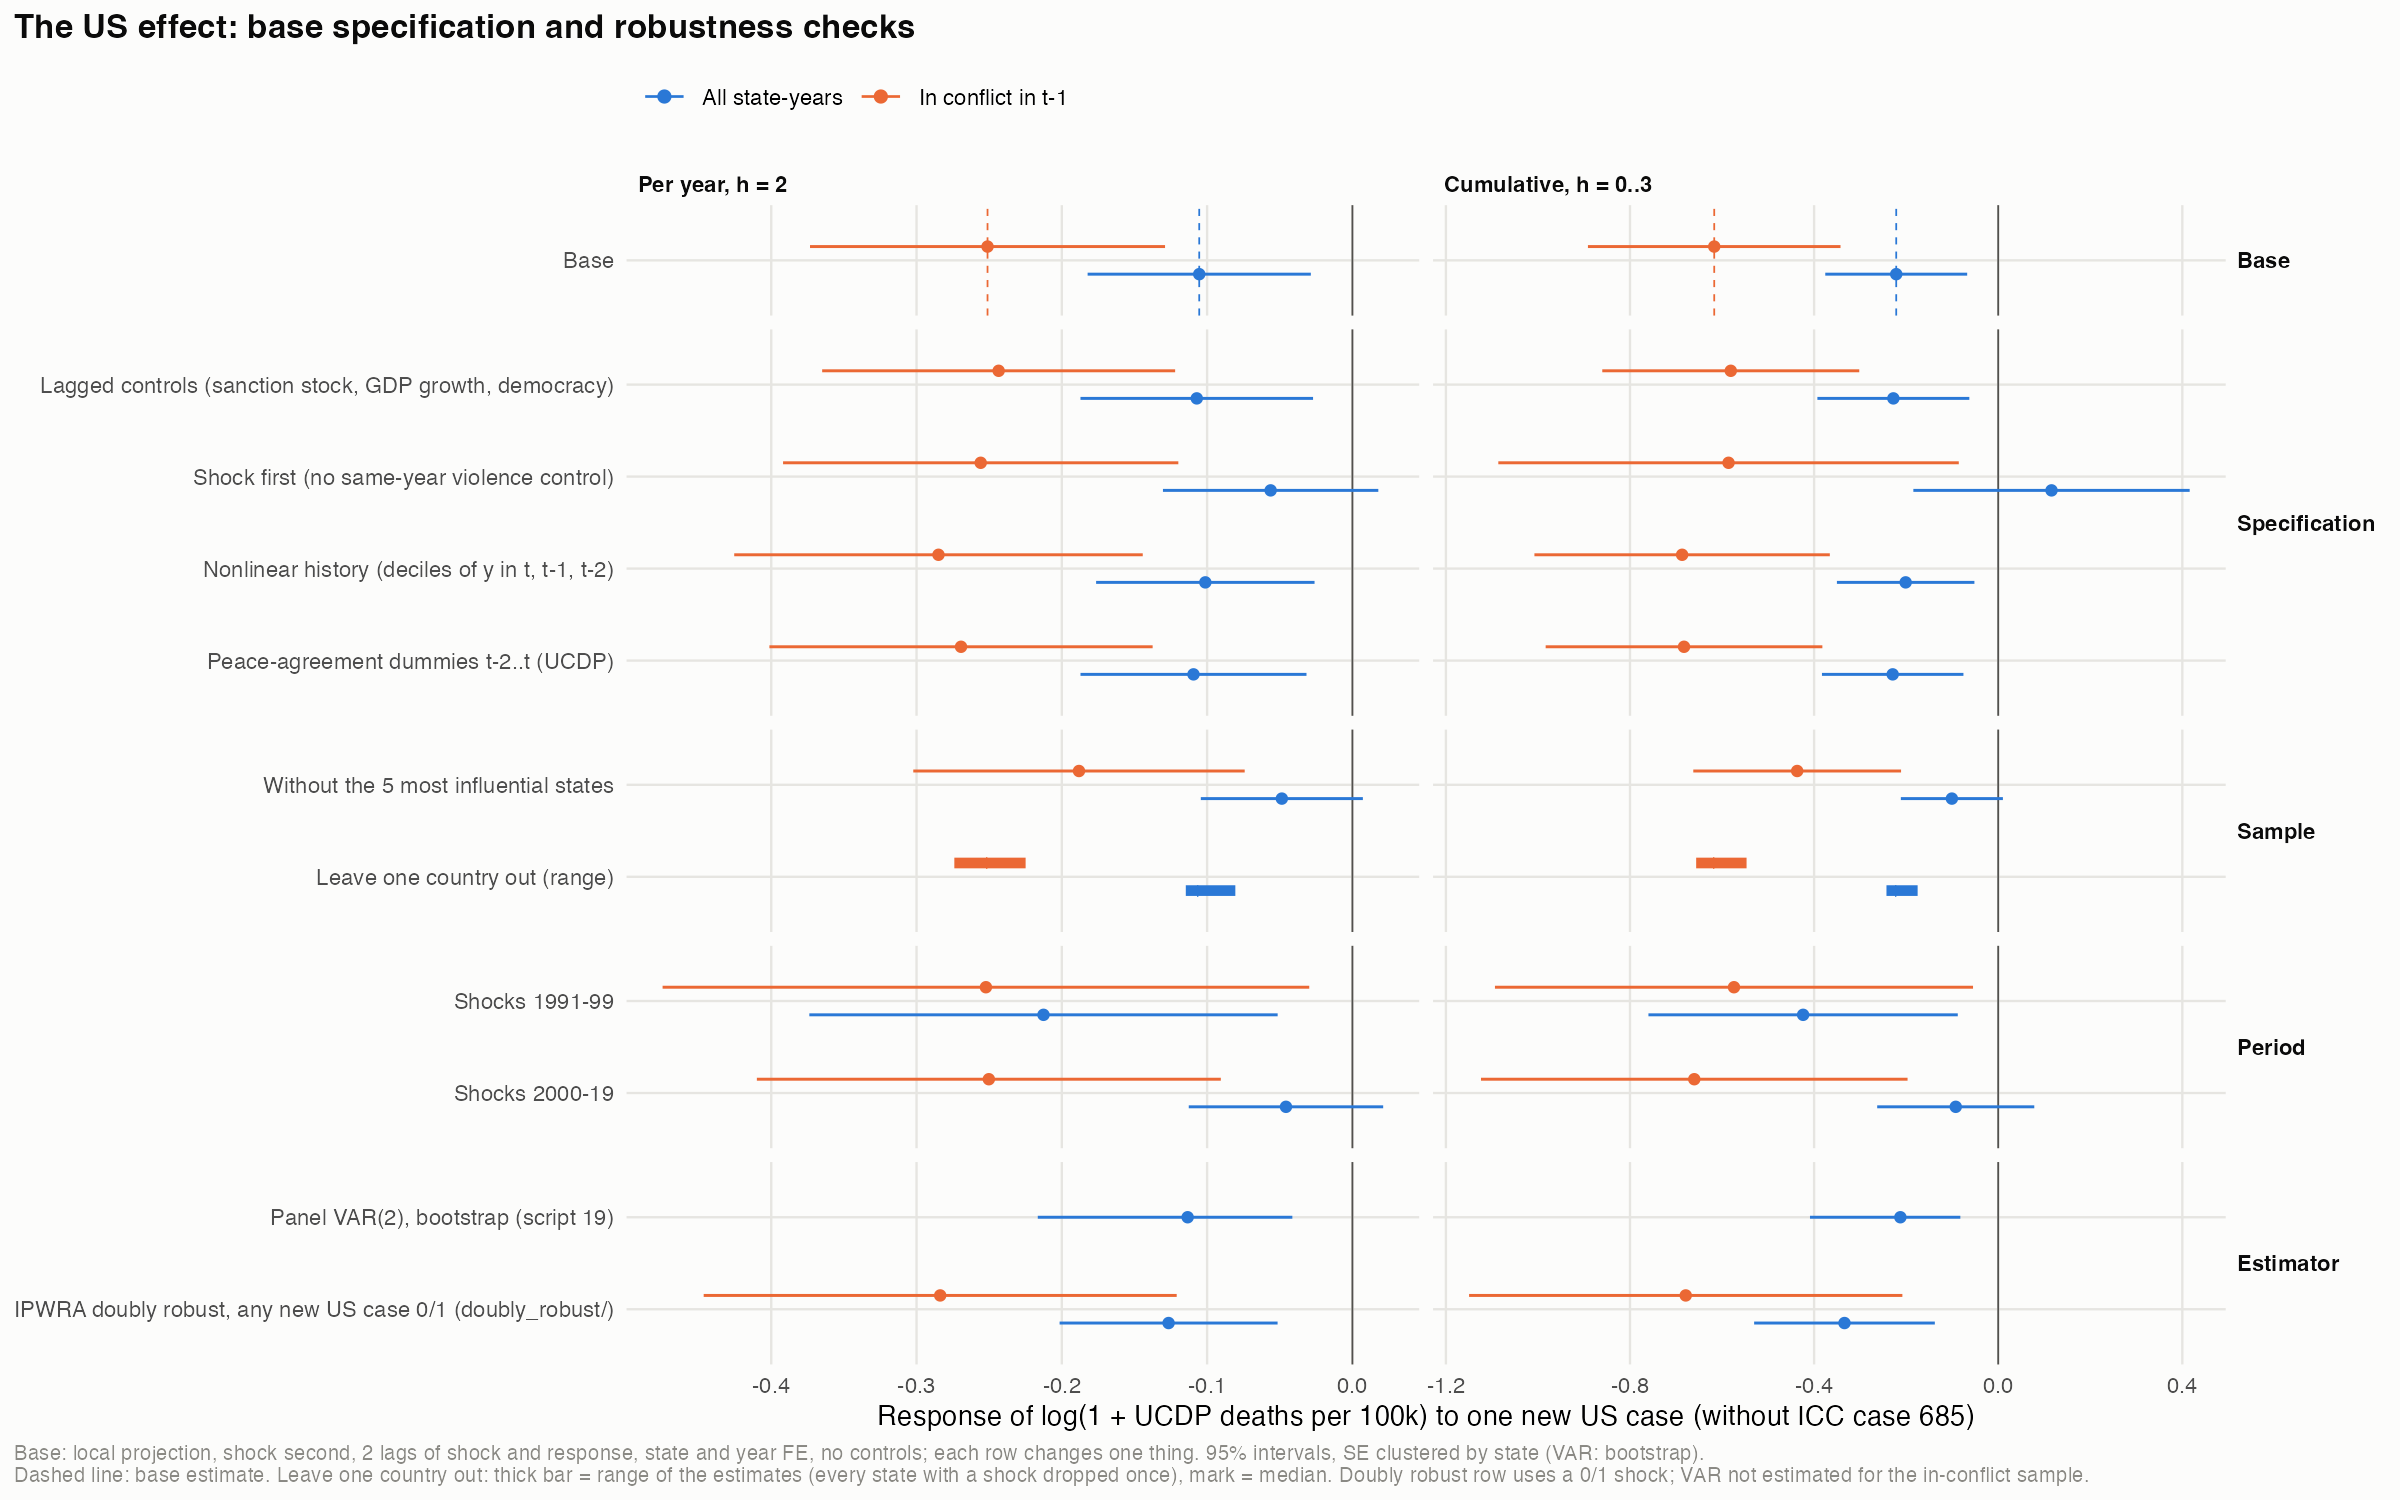 The US effect: base specification and robustness checks
All state-years
In conflict in t-1
Per year, h = 2
Cumulative, h = 0..3
Base
Base
Lagged controls (sanction stock, GDP growth, democracy)
Shock first (no same-year violence control)
Specification
Nonlinear history (deciles of y in t, t-1, t-2)
Peace-agreement dummies t-2..t (UCDP)
Without the 5 most influential states
Sample
Leave one country out (range)
Shocks 1991-99
Period
Shocks 2000-19
Panel VAR(2), bootstrap (script 19)
Estimator
IPWRA doubly robust, any new US case 0/1 (doubly_robust/)
-0.4 -0.3 -0.2 -0.1 0.0 -1.2 -0.8 -0.4 0.0 0.4
Response of log(1 + UCDP deaths per 100k) to one new US case (without ICC case 685)
Base: local projection, shock second, 2 lags of shock and response, state and year FE, no controls; each row changes one thing. 95% intervals, SE clustered by state (VAR: bootstrap).
Dashed line: base estimate. Leave one country out: thick bar = range of the estimates (every state with a shock dropped once), mark = median. Doubly robust row uses a 0/1 shock; VAR not estimated for the in-conflict sample.